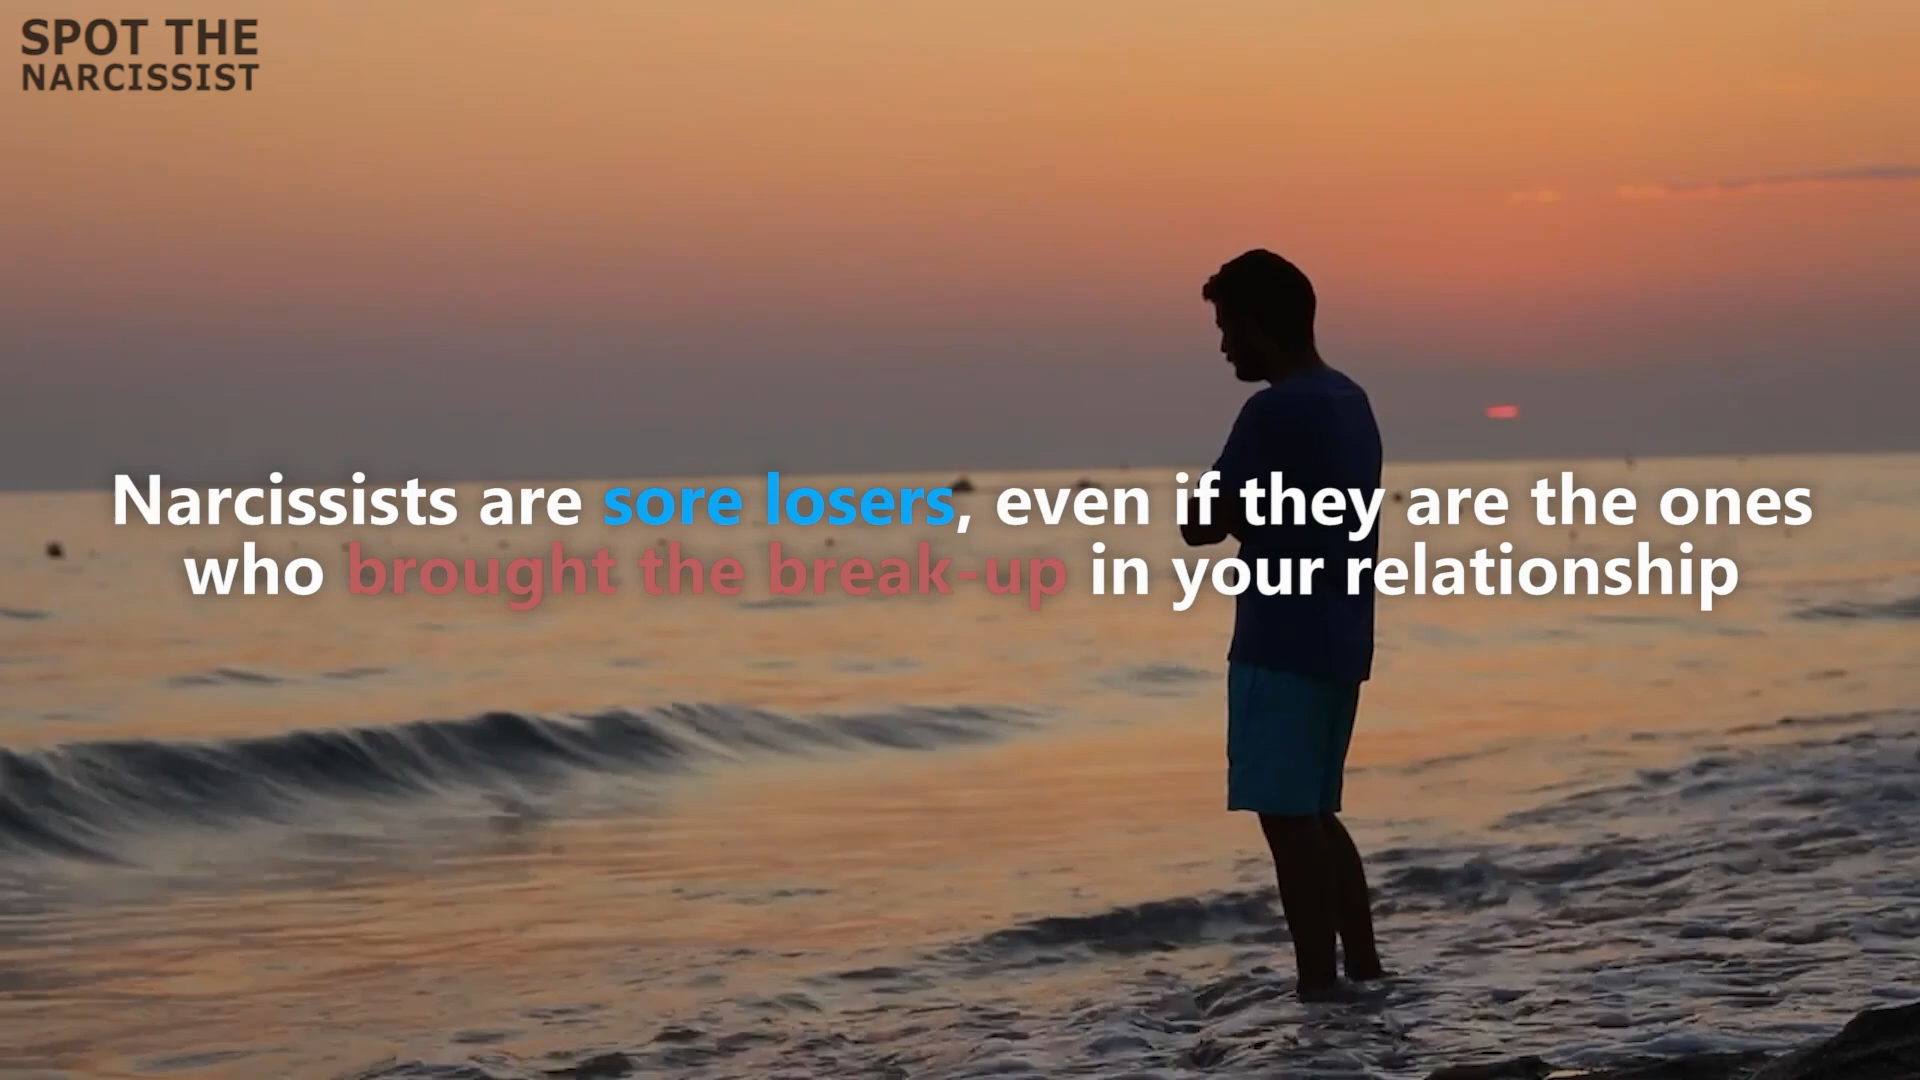 SPOT THE
NARCISSIST
Narcissists are sore losers, even if they are the ones
who brought the break-up in your relationship